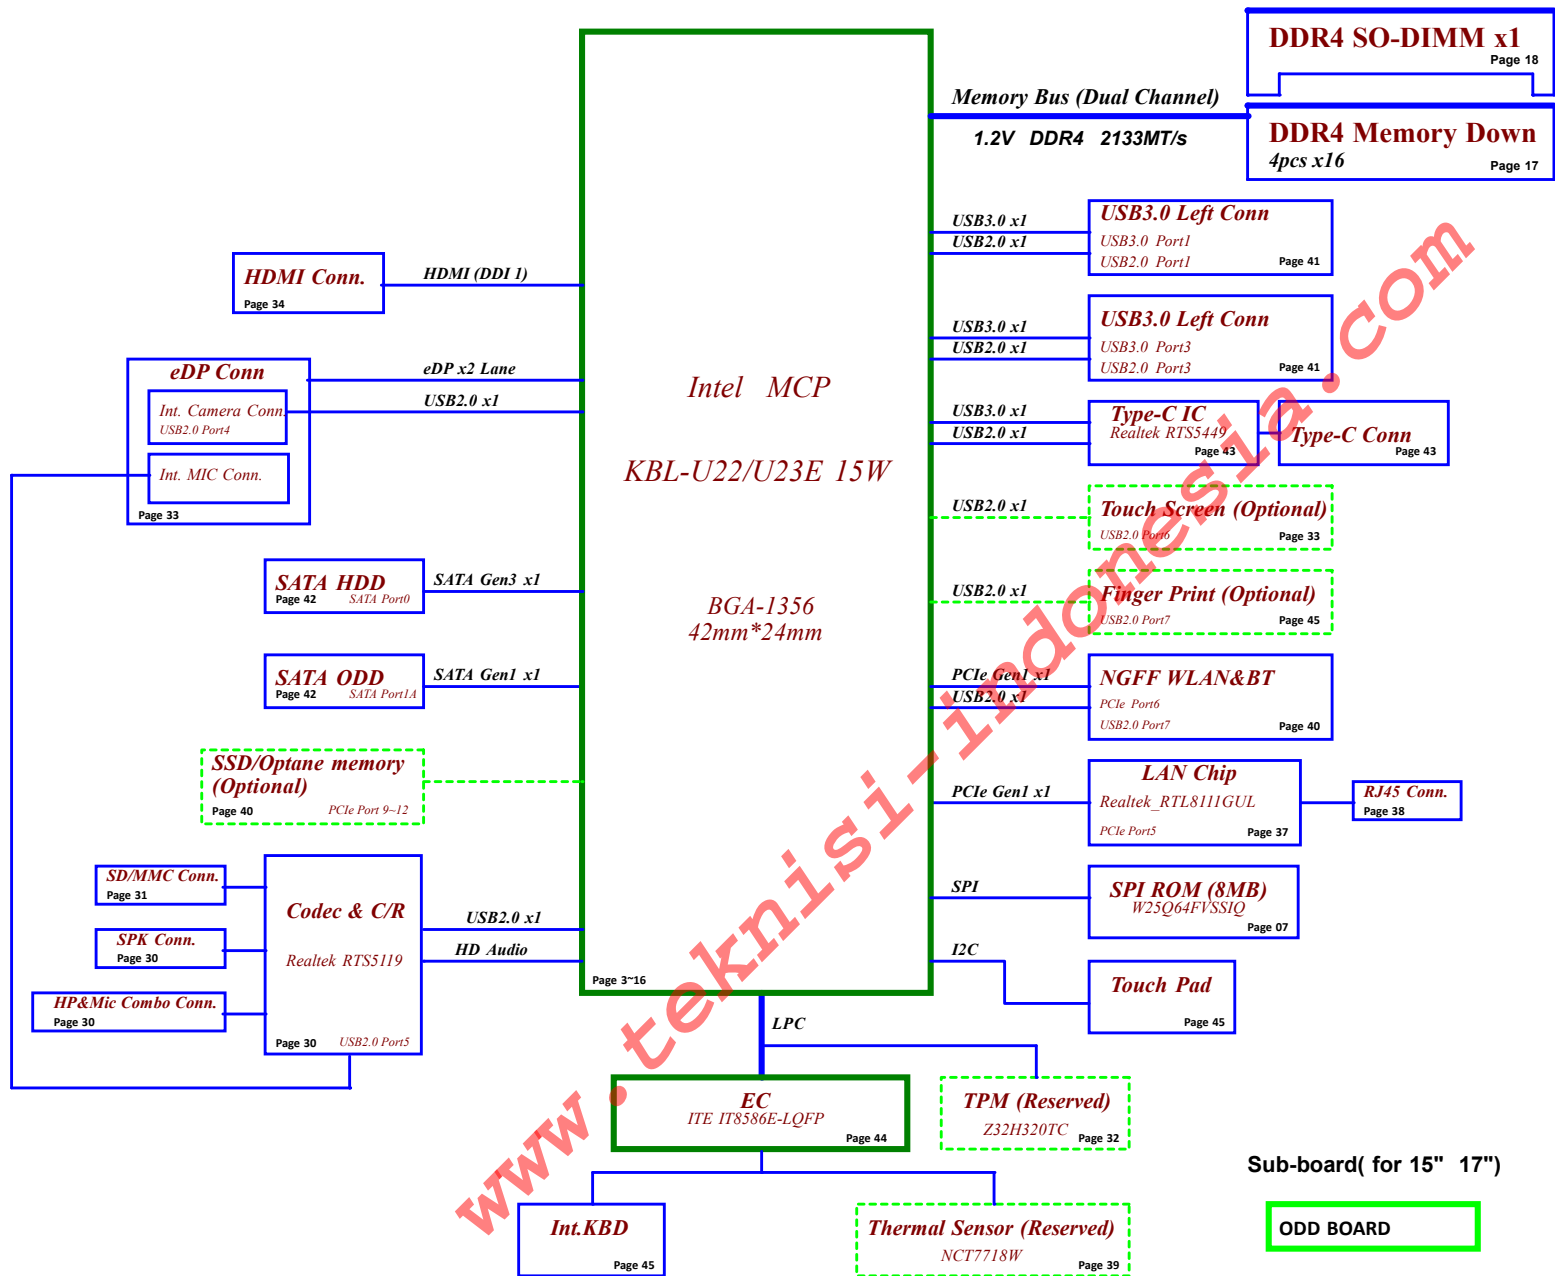 DDR4 SO-DIMM x1
Page 18
Memory Bus (Dual Channel)
1.2V DDR4 2133MT/s
DDR4 Memory Down
4pcs x16
Page 17
USB3.0 x1
USB2.0 x1
USB3.0 Left Conn
USB3.0 Port1
USB2.0 Port1
Page 41
HDMI Conn.
Page 34
HDMI (DDI 1)
USB3.0 x1
USB2.0 x1
USB3.0 Left Conn
USB3.0 Port3
USB2.0 Port3
Page 41
eDP Conn
Int. Camera Conn.
USB2.0 Port4
Int. MIC Conn.
Page 33
eDP x2 Lane
USB2.0 x1
Intel MCP
KBL-U22/U23E 15W
BGA-1356
42mm*24mm
Page 3~16
USB3.0 x1
USB2.0 x1
Type-C IC
Realtek RTS5449
Page 43
Type-C Conn
Page 43
USB2.0 x1
Touch Screen (Optional)
USB2.0 Port6
Page 33
SATA HDD
Page 42
SATA Port0
SATA Gen3 x1
USB2.0 x1
Finger Print (Optional)
USB2.0 Port7
Page 45
SATA ODD
Page 42
SATA Port1A
SATA Gen1 x1
PCIe Gen1 x1
USB2.0 x1
NGFF WLAN&BT
PCIe Port6
USB2.0 Port7
Page 40
SSD/Optane memory
(Optional)
Page 40
PCIe Port 9~12
PCIe Gen1 x1
LAN Chip
Realtek_RTL8111GUL
PCIe Port5
Page 37
RJ45 Conn.
Page 38
SD/MMC Conn.
Page 31
SPK Conn.
Page 30
HP&Mic Combo Conn.
Page 30
Codec & C/R
Realtek RTS5119
Page 30
USB2.0 Port5
USB2.0 x1
HD Audio
SPI
SPI ROM (8MB)
W25Q64FVSSIQ
Page 07
I2C
Touch Pad
Page 45
LPC
EC
ITE IT8586E-LQFP
Page 44
TPM (Reserved)
Z32H320TC
Page 32
Int.KBD
Page 45
Thermal Sensor (Reserved)
NCT7718W
Page 39
Sub-board( for 15" 17")
ODD BOARD
www.teknisi-indonesia.com